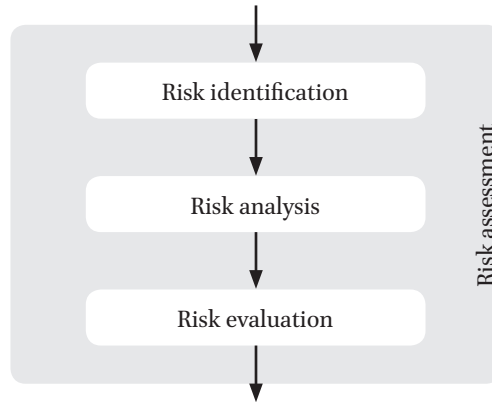 Risk identification
Risk analysis
Risk evaluation
Risk assessment